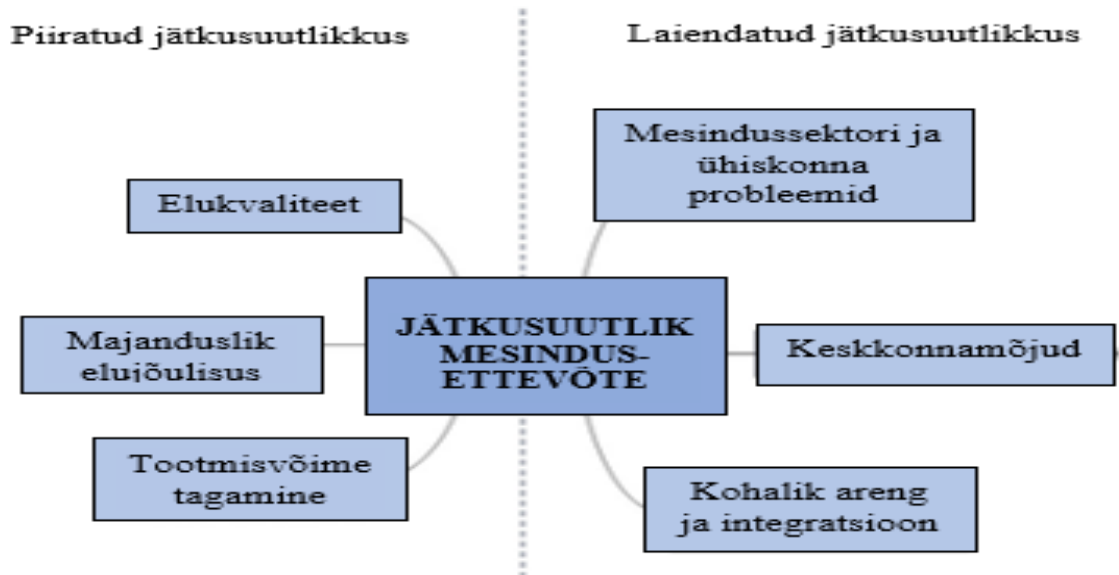 Piiratud jätkusuutlikkus
Laiendatud jätkusuutlikkus
Mesindussektori ja
ühiskonna
probleemid
Elukvaliteet
JÄTKUSUUTLIK
MESINDUS-
ETTEVÕTE
Majanduslik
elujõulisus
Keskkonnamõjud
Tootmisvõime
tagamine
Kohalik areng
ja integratsioon